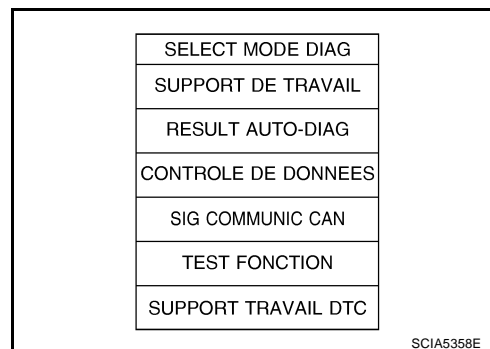 SELECT MODE DIAG
SUPPORT DE TRAVAIL
RESULT AUTO-DIAG
CONTROLE DE DONNEES
SIG COMMUNIC CAN
TEST FONCTION
SUPPORT TRAVAIL DTC
SCIA5358E